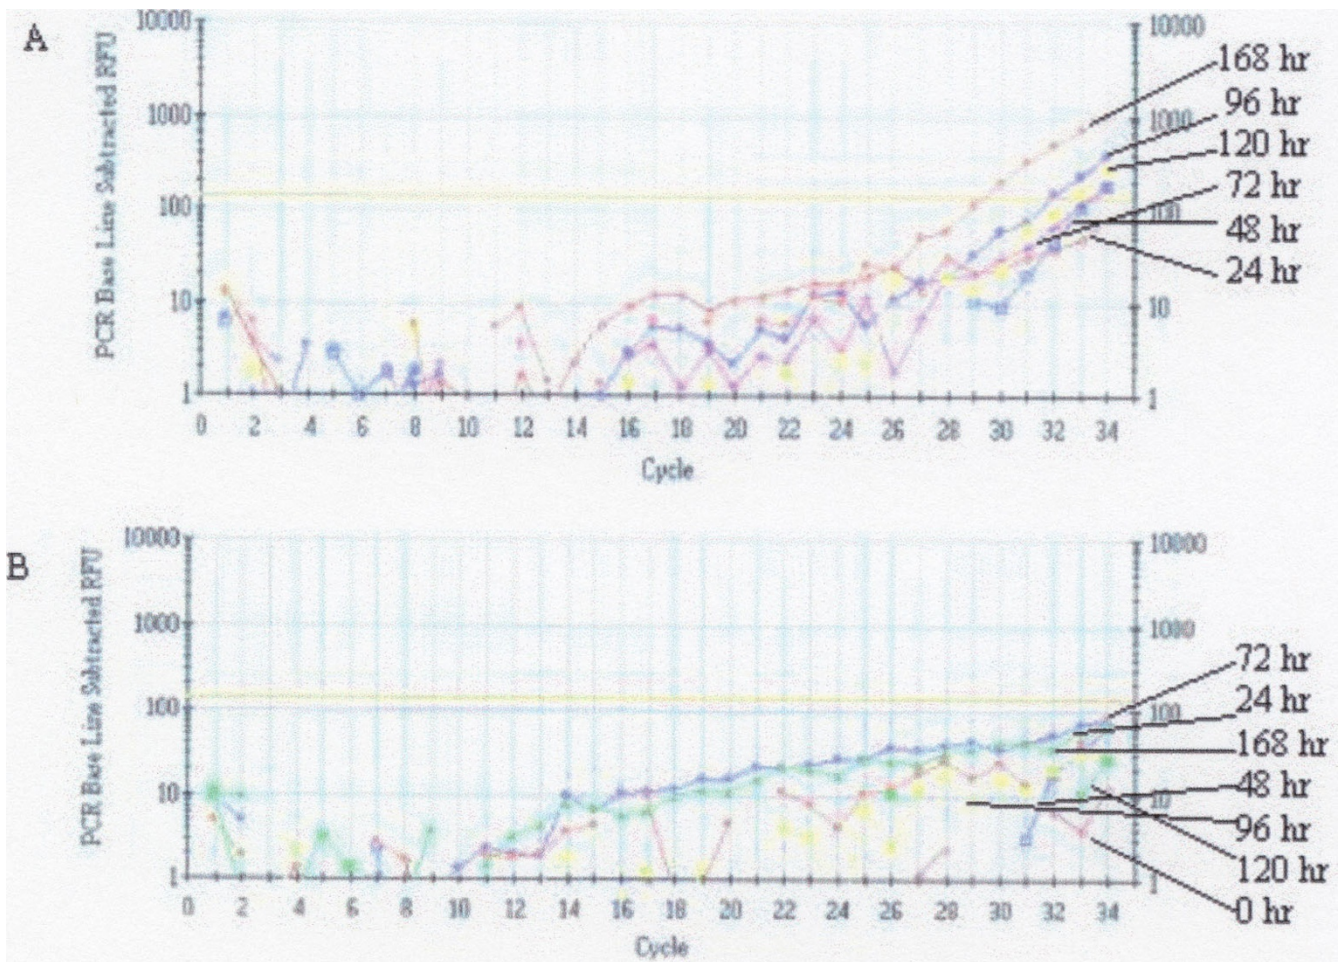 A
PCR Base Line Subtracted RFU
10000
1000
100
10
1
0 2 4 6 8 10 12 14 16 18 20 22 24 26 28 30 32 34
Cycle
10000
1000
100
10
1
168 hr
96 hr
120 hr
72 hr
48 hr
24 hr
B
PCR Base Line Subtracted RFU
10000
1000
100
10
1
0 2 4 6 8 10 12 14 16 18 20 22 24 26 28 30 32 34
Cycle
10000
1000
100
10
1
72 hr
24 hr
168 hr
48 hr
96 hr
120 hr
0 hr